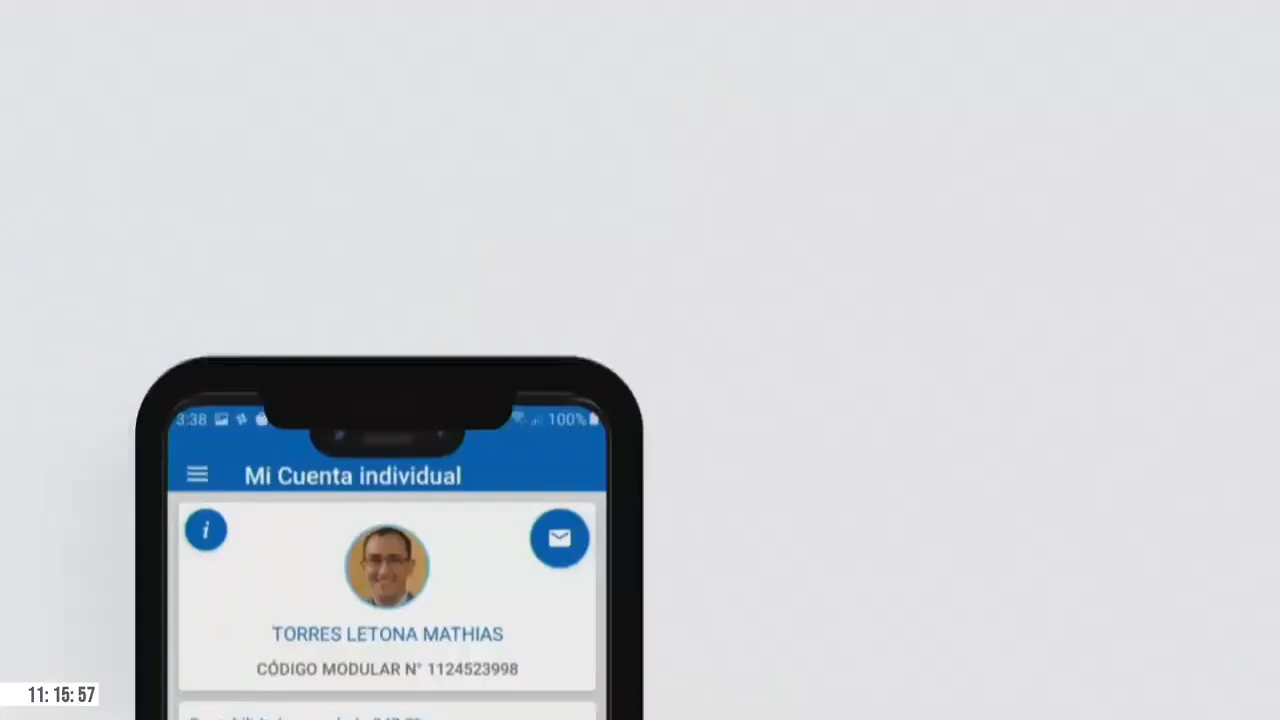 3:38 100%
Mi Cuenta individual
i
TORRES LETONA MATHIAS
CÓDIGO MODULAR N° 1124523998
11: 15: 57